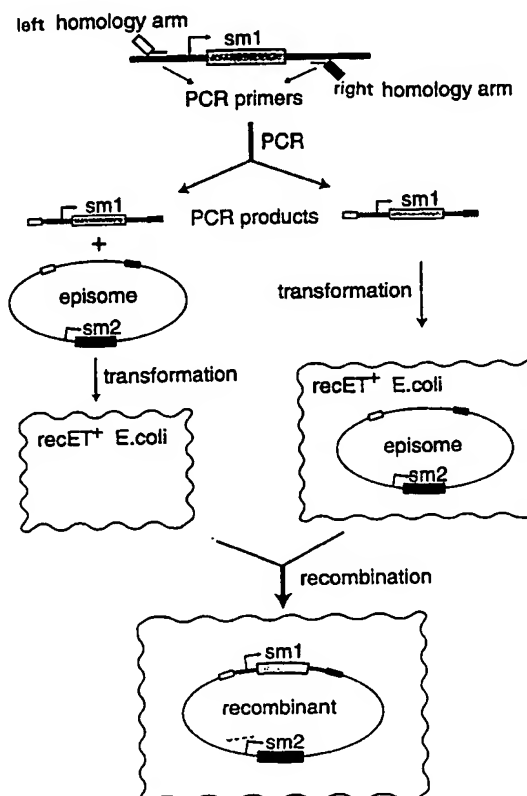 left homology arm
sm1
right homology arm
PCR primers
PCR
sm1
PCR products
sm1
+
episome
sm2
transformation
transformation
recET+ E.coli
recET+ E.coli
episome
sm2
recombination
sm1
recombinant
sm2